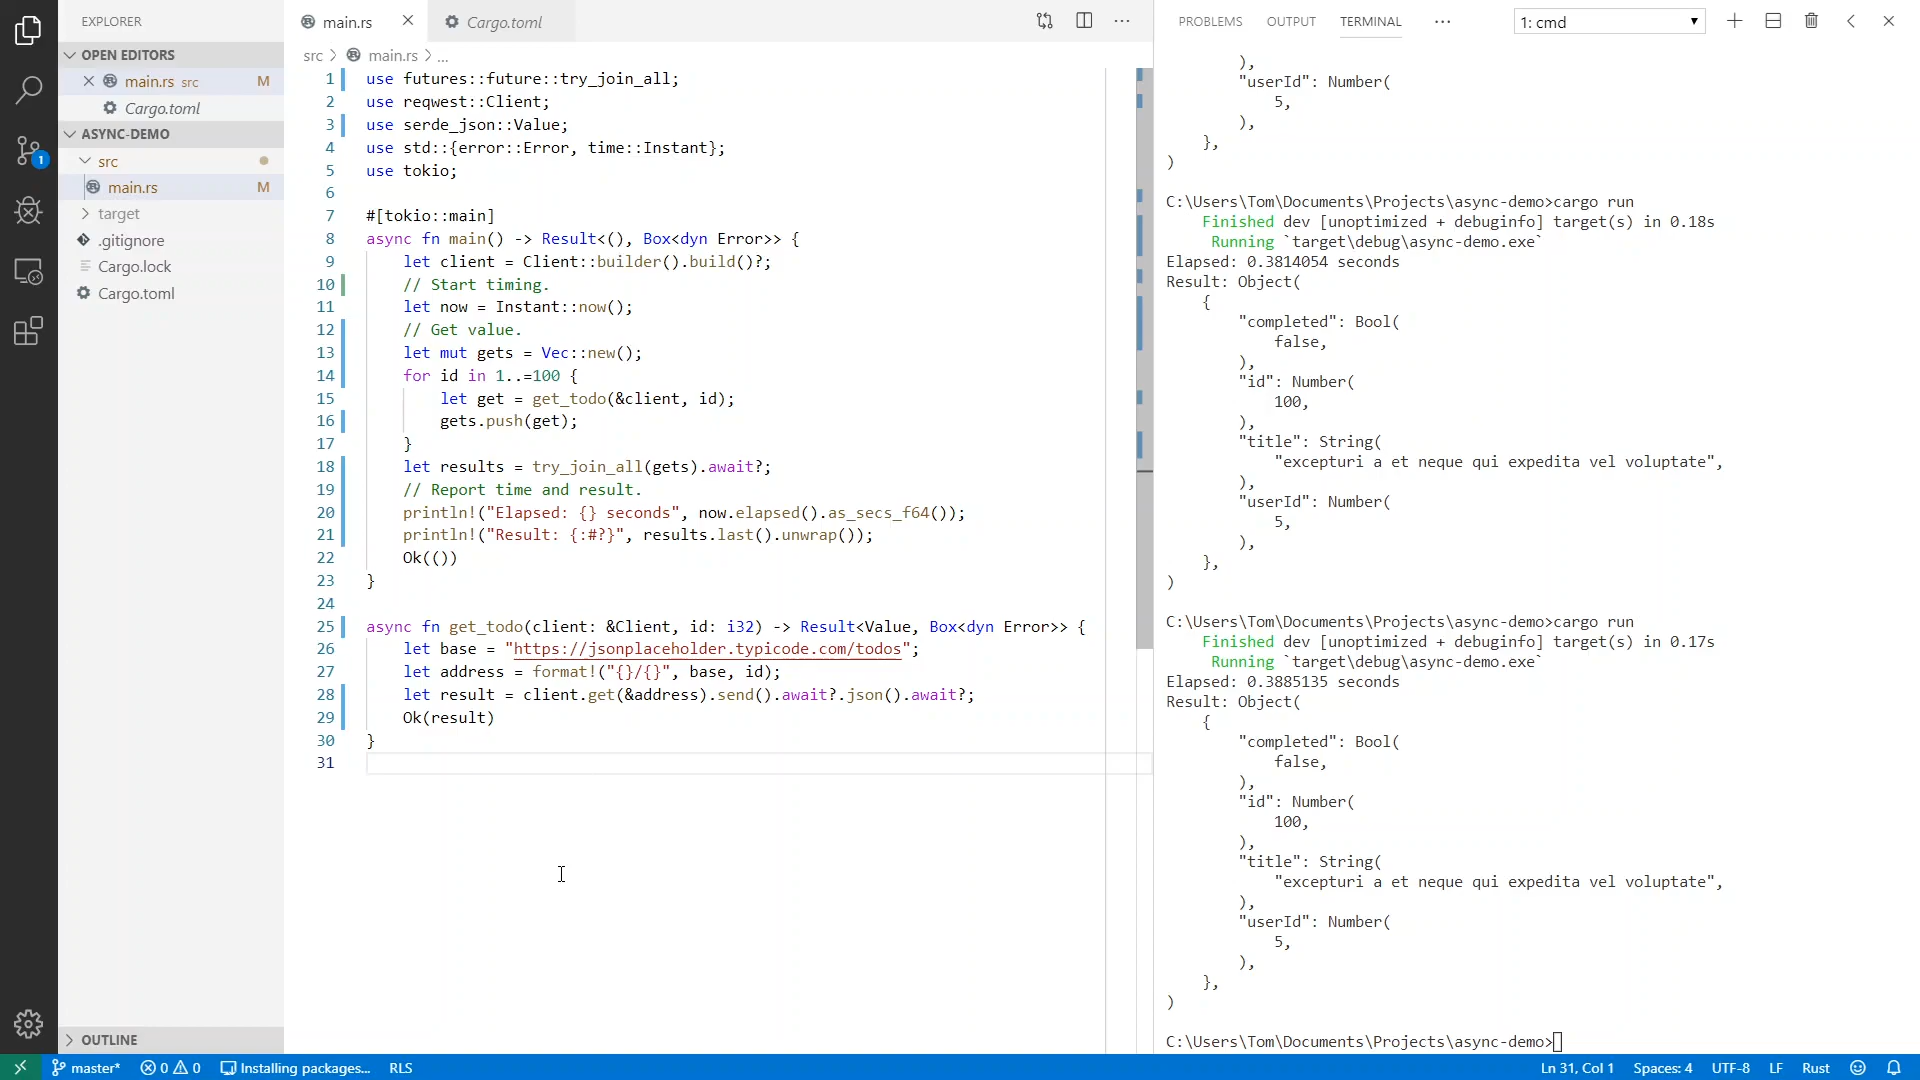 EXPLORER
OPEN EDITORS
main.rs src M
Cargo.toml
ASYNC-DEMO
src
main.rs M
target
.gitignore
Cargo.lock
Cargo.toml
OUTLINE
1
main.rs
Cargo.toml
src > main.rs > ...
1 use futures::future::try_join_all;
2 use reqwest::Client;
3 use serde_json::Value;
4 use std::{error::Error, time::Instant};
5 use tokio;
6
7 #[tokio::main]
8 async fn main() -> Result<(), Box<dyn Error>> {
9 let client = Client::builder().build()?;
10 // Start timing.
11 let now = Instant::now();
12 // Get value.
13 let mut gets = Vec::new();
14 for id in 1..=100 {
15 let get = get_todo(&client, id);
16 gets.push(get);
17 }
18 let results = try_join_all(gets).await?;
19 // Report time and result.
20 println!("Elapsed: {} seconds", now.elapsed().as_secs_f64());
21 println!("Result: {:#?}", results.last().unwrap());
22 Ok(())
23 }
24
25 async fn get_todo(client: &Client, id: i32) -> Result<Value, Box<dyn Error>> {
26 let base = "https://jsonplaceholder.typicode.com/todos";
27 let address = format!("{}/{}", base, id);
28 let result = client.get(&address).send().await?.json().await?;
29 Ok(result)
30 }
31
PROBLEMS OUTPUT TERMINAL ...
1: cmd
),
"userId": Number(
5,
),
},
)
C:\Users\Tom\Documents\Projects\async-demo>cargo run
Finished dev [unoptimized + debuginfo] target(s) in 0.18s
Running `target\debug\async-demo.exe`
Elapsed: 0.3814054 seconds
Result: Object(
{
"completed": Bool(
false,
),
"id": Number(
100,
),
"title": String(
"excepturi a et neque qui expedita vel voluptate",
),
"userId": Number(
5,
),
},
)
C:\Users\Tom\Documents\Projects\async-demo>cargo run
Finished dev [unoptimized + debuginfo] target(s) in 0.17s
Running `target\debug\async-demo.exe`
Elapsed: 0.3885135 seconds
Result: Object(
{
"completed": Bool(
false,
),
"id": Number(
100,
),
"title": String(
"excepturi a et neque qui expedita vel voluptate",
),
"userId": Number(
5,
),
},
)
C:\Users\Tom\Documents\Projects\async-demo>
master* 0 0 Installing packages... RLS
Ln 31, Col 1 Spaces: 4 UTF-8 LF Rust